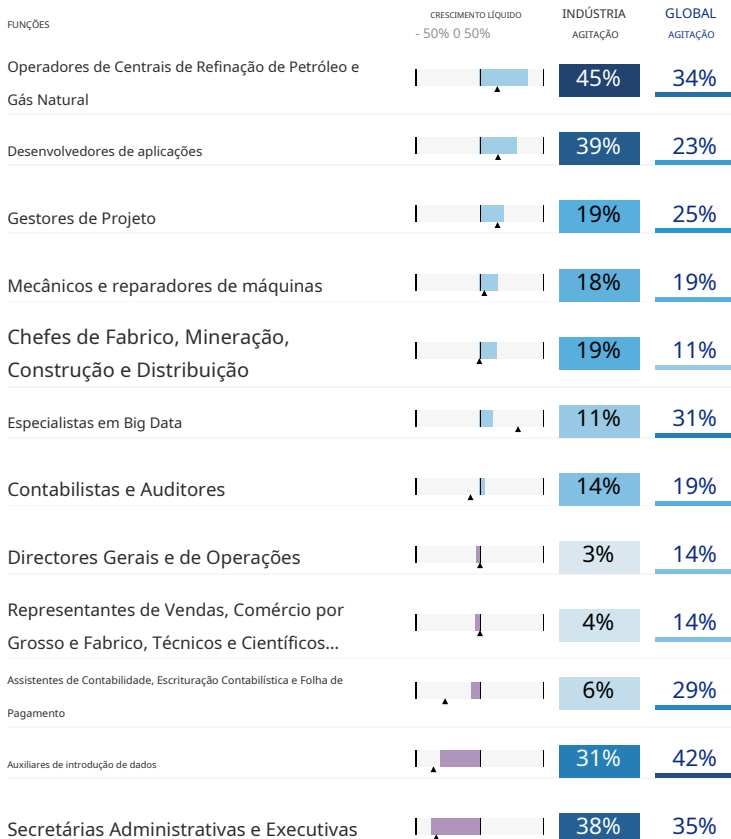 FUNÇÕES
CRESCIMENTO LÍQUIDO
- 50% 0 50%
INDÚSTRIA
AGITAÇÃO
GLOBAL
AGITAÇÃO
Operadores de Centrais de Refinação de Petróleo e
Gás Natural
45% 34%
Desenvolvedores de aplicações 39% 23%
Gestores de Projeto 19% 25%
Mecânicos e reparadores de máquinas 18% 19%
Chefes de Fabrico, Mineração,
Construção e Distribuição
19% 11%
Especialistas em Big Data 11% 31%
Contabilistas e Auditores 14% 19%
Directores Gerais e de Operações 3% 14%
Representantes de Vendas, Comércio por
Grosso e Fabrico, Técnicos e Científicos...
4% 14%
Assistentes de Contabilidade, Escrituração Contabilística e Folha de
Pagamento
6% 29%
Auxiliares de introdução de dados 31% 42%
Secretárias Administrativas e Executivas 38% 35%